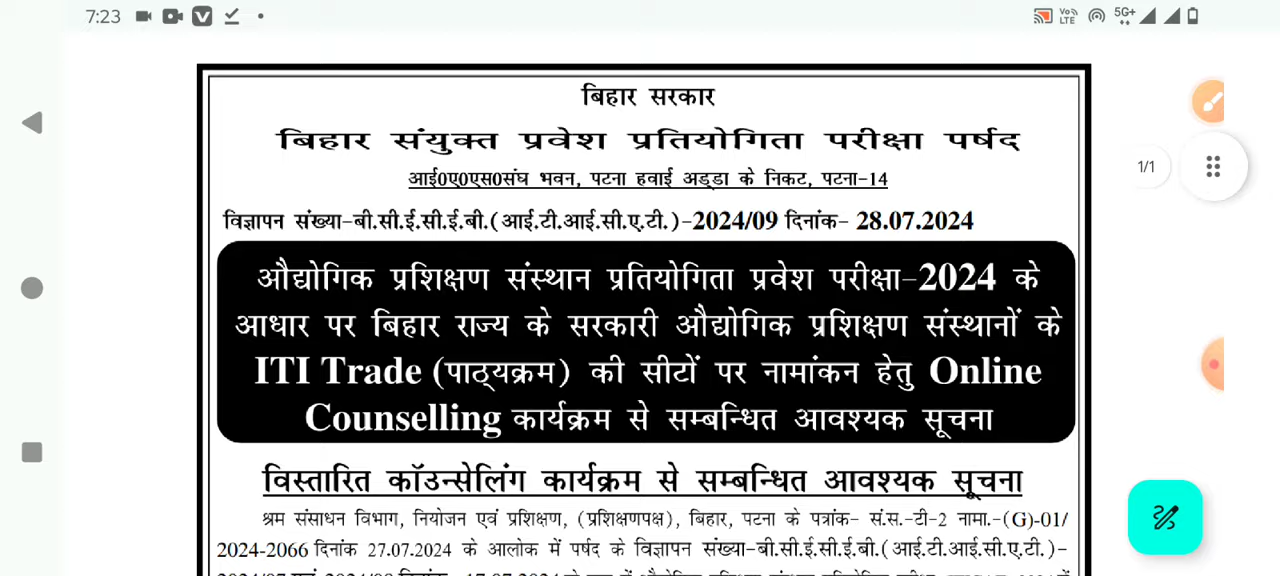 7:23
VoD LTE 5G+
बिहार सरकार
बिहार संयुक्त प्रवेश प्रतियोगिता परीक्षा पर्षद
आई0ए0एस0संघ भवन, पटना हवाई अड्डा के निकट, पटना-14
1/1
विज्ञापन संख्या-बी.सी.ई.सी.ई.बी.(आई.टी.आई.सी.ए.टी.)-2024/09 दिनांक- 28.07.2024
औद्योगिक प्रशिक्षण संस्थान प्रतियोगिता प्रवेश परीक्षा-2024 के
आधार पर बिहार राज्य के सरकारी औद्योगिक प्रशिक्षण संस्थानों के
ITI Trade (पाठ्यक्रम) की सीटों पर नामांकन हेतु Online
Counselling कार्यक्रम से सम्बन्धित आवश्यक सूचना
विस्तारित कॉउन्सेलिंग कार्यक्रम से सम्बन्धित आवश्यक सूचना
श्रम संसाधन विभाग, नियोजन एवं प्रशिक्षण, (प्रशिक्षणपक्ष), बिहार, पटना के पत्रांक- सं.स.-टी-2 नामा.-(G)-01/
2024-2066 दिनांक 27.07.2024 के आलोक में पर्षद के विज्ञापन संख्या-बी.सी.ई.सी.ई.बी.(आई.टी.आई.सी.ए.टी.)-